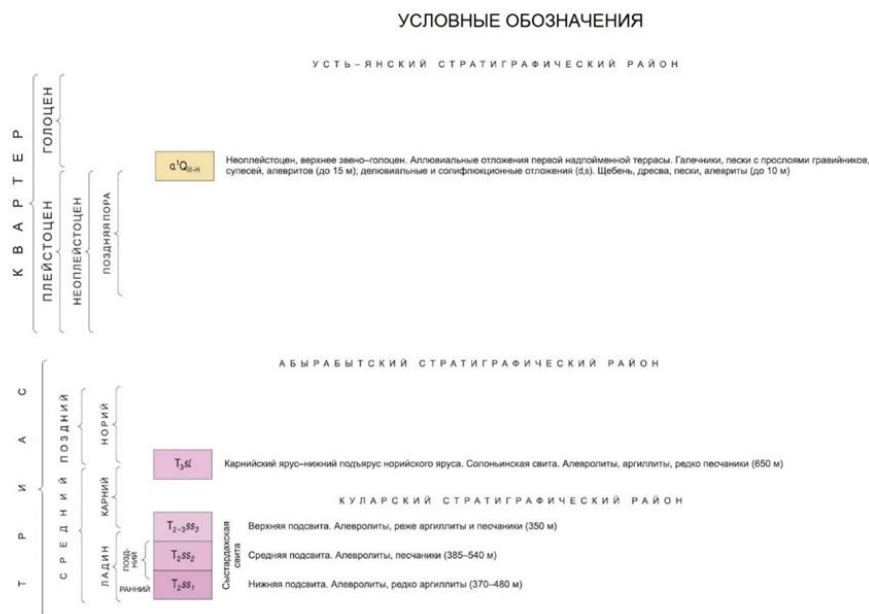 УСЛОВНЫЕ ОБОЗНАЧЕНИЯ
УСТЬ–ЯНСКИЙ СТРАТИГРАФИЧЕСКИЙ РАЙОН
КВАРТЕР
ГОЛОЦЕН
ПЛЕЙСТОЦЕН
НЕОПЛЕЙСТОЦЕН
ПОЗДНЯЯ ПОРА
a¹Q III-H
Неоплейстоцен, верхнее звено–голоцен. Аллювиальные отложения первой надпойменной террасы. Галечники, пески с прослоями гравийников,
супесей, алевритов (до 15 м); делювиальные и солифлюкционные отложения (d,s). Щебень, дресва, пески, алевриты (до 10 м)
АБЫРАБЫТСКИЙ СТРАТИГРАФИЧЕСКИЙ РАЙОН
ТРИАС
ПОЗДНИЙ
СРЕДНИЙ
НОРИЙ
КАРНИЙ
T₃sl
Карнийский ярус–нижний подъярус норийского яруса. Солоньинская свита. Алевролиты, аргиллиты, редко песчаники (650 м)
КУЛАРСКИЙ СТРАТИГРАФИЧЕСКИЙ РАЙОН
ЛАДИН
ПОЗД-
НИЙ
РАННИЙ
Сыстардахская
свита
T₂₋₃ss₃
Верхняя подсвита. Алевролиты, реже аргиллиты и песчаники (350 м)
T₂ss₂
Средняя подсвита. Алевролиты, песчаники (385–540 м)
T₂ss₁
Нижняя подсвита. Алевролиты, редко аргиллиты (370–480 м)